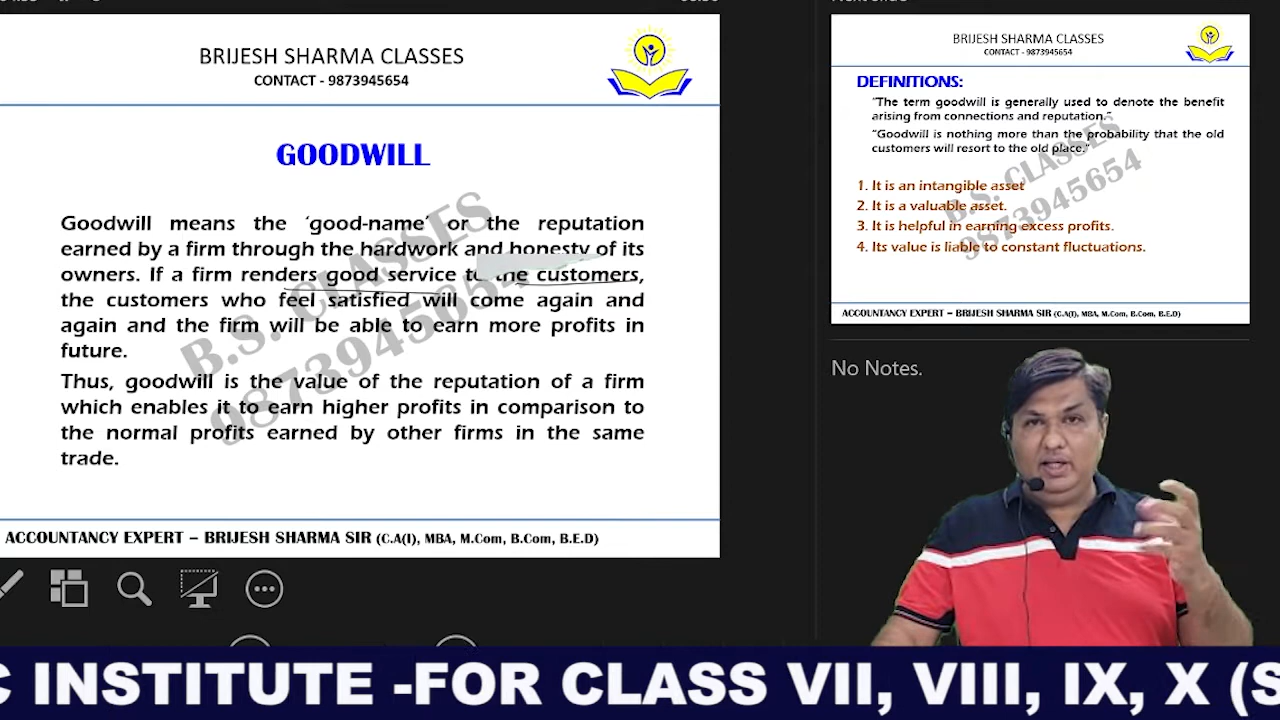 BRIJESH SHARMA CLASSES
CONTACT - 9873945654
GOODWILL
Goodwill means the 'good-name' or the reputation
earned by a firm through the hardwork and honesty of its
owners. If a firm renders good service to the customers,
the customers who feel satisfied will come again and
again and the firm will be able to earn more profits in
future.
Thus, goodwill is the value of the reputation of a firm
which enables it to earn higher profits in comparison to
the normal profits earned by other firms in the same
trade.
B.S. CLASSES
9873945654
ACCOUNTANCY EXPERT – BRIJESH SHARMA SIR (C.A(I), MBA, M.Com, B.Com, B.E.D)
BRIJESH SHARMA CLASSES
CONTACT - 9873945654
DEFINITIONS:
"The term goodwill is generally used to denote the benefit
arising from connections and reputation."
"Goodwill is nothing more than the probability that the old
customers will resort to the old place."
1. It is an intangible asset
2. It is a valuable asset.
3. It is helpful in earning excess profits.
4. Its value is liable to constant fluctuations.
B.S. CLASSES
9873945654
ACCOUNTANCY EXPERT – BRIJESH SHARMA SIR (C.A(I), MBA, M.Com, B.Com, B.E.D)
No Notes.
C INSTITUTE -FOR CLASS VII, VIII, IX, X (S